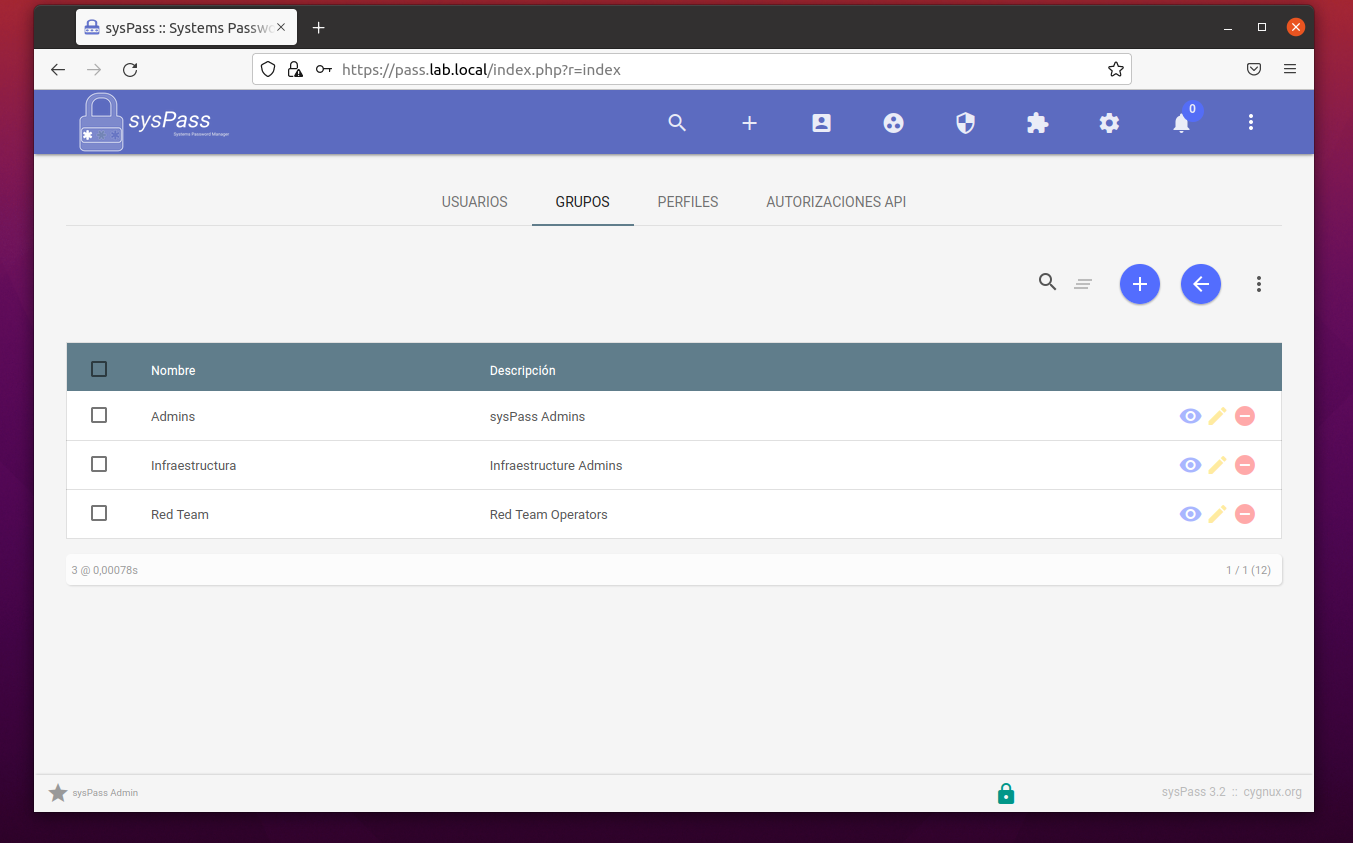 sysPass :: Systems Passwo
https://pass.lab.local/index.php?r=index
sysPass
Systems Password Manager
0
USUARIOS GRUPOS PERFILES AUTORIZACIONES API
Nombre Descripción
Admins sysPass Admins
Infraestructura Infraestructure Admins
Red Team Red Team Operators
3 @ 0,00078s 1 / 1 (12)
sysPass Admin sysPass 3.2 :: cygnux.org